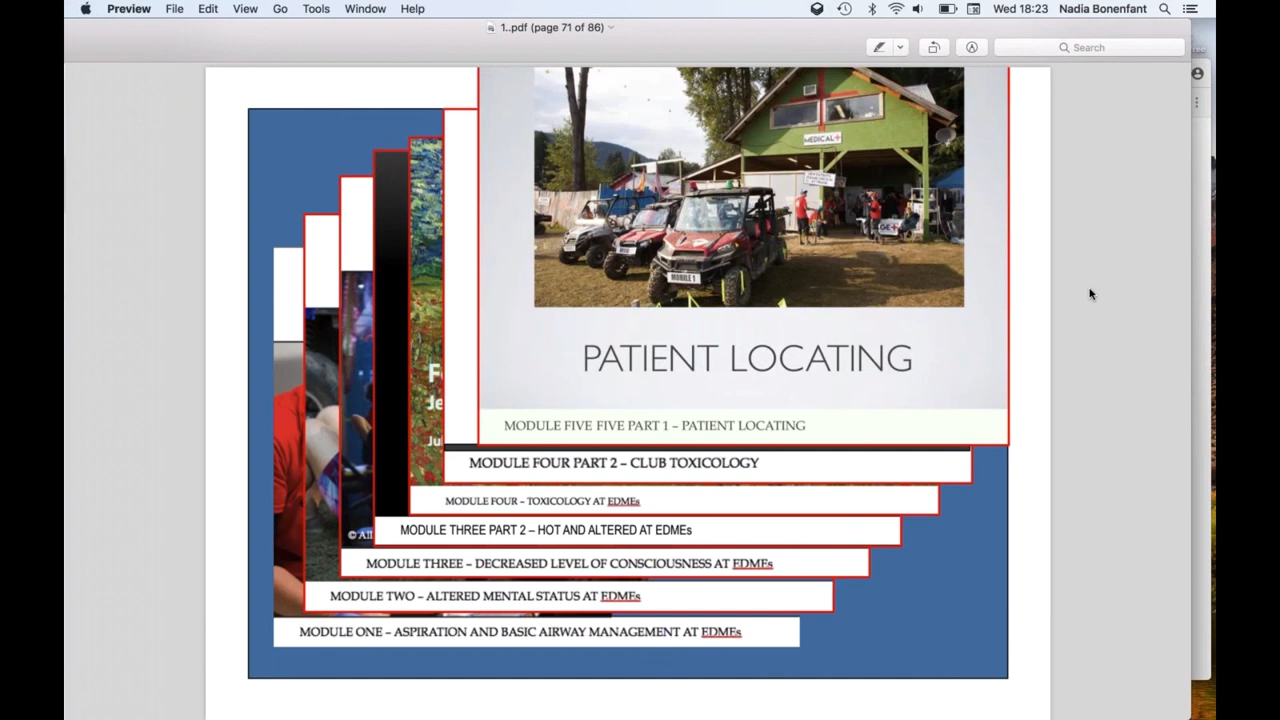 Preview File Edit View Go Tools Window Help Wed 18:23 Nadia Bonenfant
1..pdf (page 71 of 86)
Search
MEDICAL+
MOBILE 1
PATIENT LOCATING
MODULE FIVE FIVE PART 1 – PATIENT LOCATING
MODULE FOUR PART 2 – CLUB TOXICOLOGY
MODULE FOUR – TOXICOLOGY AT EDMEs
MODULE THREE PART 2 – HOT AND ALTERED AT EDMEs
© All
MODULE THREE – DECREASED LEVEL OF CONSCIOUSNESS AT EDMEs
MODULE TWO – ALTERED MENTAL STATUS AT EDMEs
MODULE ONE – ASPIRATION AND BASIC AIRWAY MANAGEMENT AT EDMEs